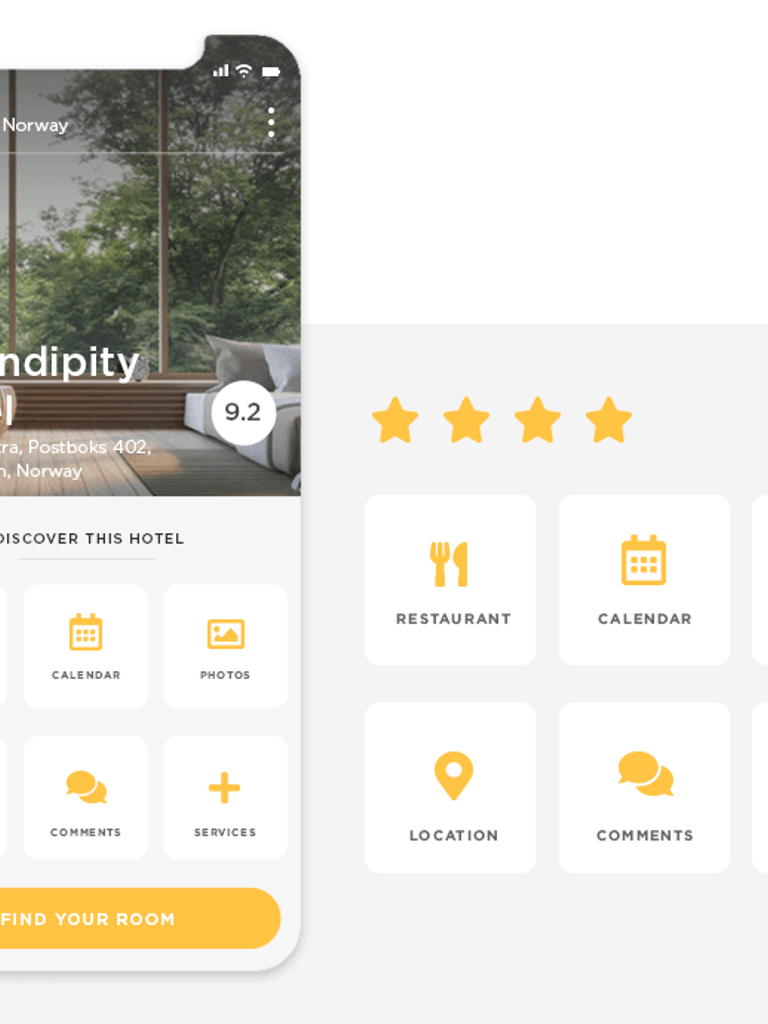 Norway
ndipity
l
9.2
tra, Postboks 402,
n, Norway
DISCOVER THIS HOTEL
CALENDAR
PHOTOS
COMMENTS
SERVICES
FIND YOUR ROOM
RESTAURANT
CALENDAR
LOCATION
COMMENTS